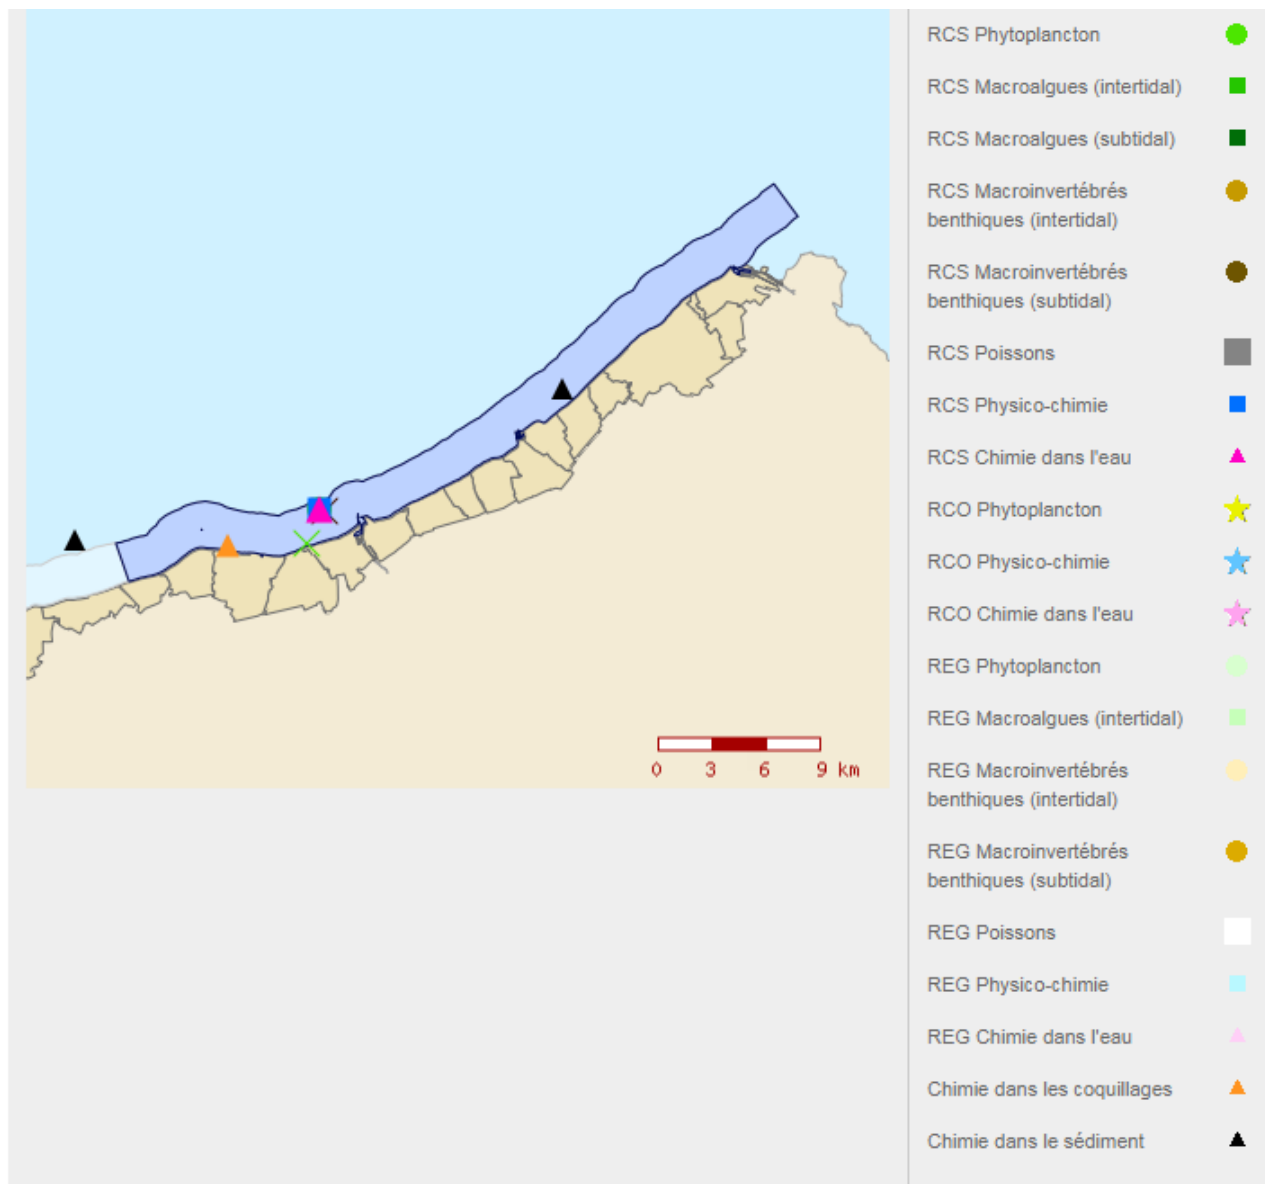 RCS Phytoplancton
RCS Macroalgues (intertidal)
RCS Macroalgues (subtidal)
RCS Macroinvertébrés
benthiques (intertidal)
RCS Macroinvertébrés
benthiques (subtidal)
RCS Poissons
RCS Physico-chimie
RCS Chimie dans l'eau
RCO Phytoplancton
RCO Physico-chimie
RCO Chimie dans l'eau
REG Phytoplancton
REG Macroalgues (intertidal)
REG Macroinvertébrés
benthiques (intertidal)
REG Macroinvertébrés
benthiques (subtidal)
REG Poissons
REG Physico-chimie
REG Chimie dans l'eau
Chimie dans les coquillages
Chimie dans le sédiment
0 3 6 9 km